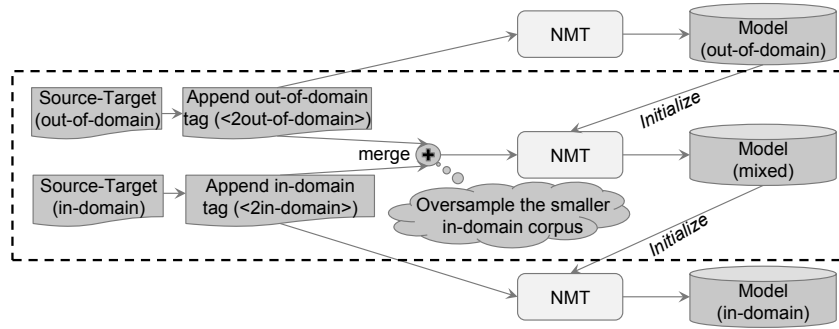 NMT
Model
(out-of-domain)
Source-Target
(out-of-domain)
Append out-of-domain
tag (<2out-of-domain>)
Initialize
merge
NMT
Model
(mixed)
Source-Target
(in-domain)
Append in-domain
tag (<2in-domain>)
Oversample the smaller
in-domain corpus
Initialize
NMT
Model
(in-domain)